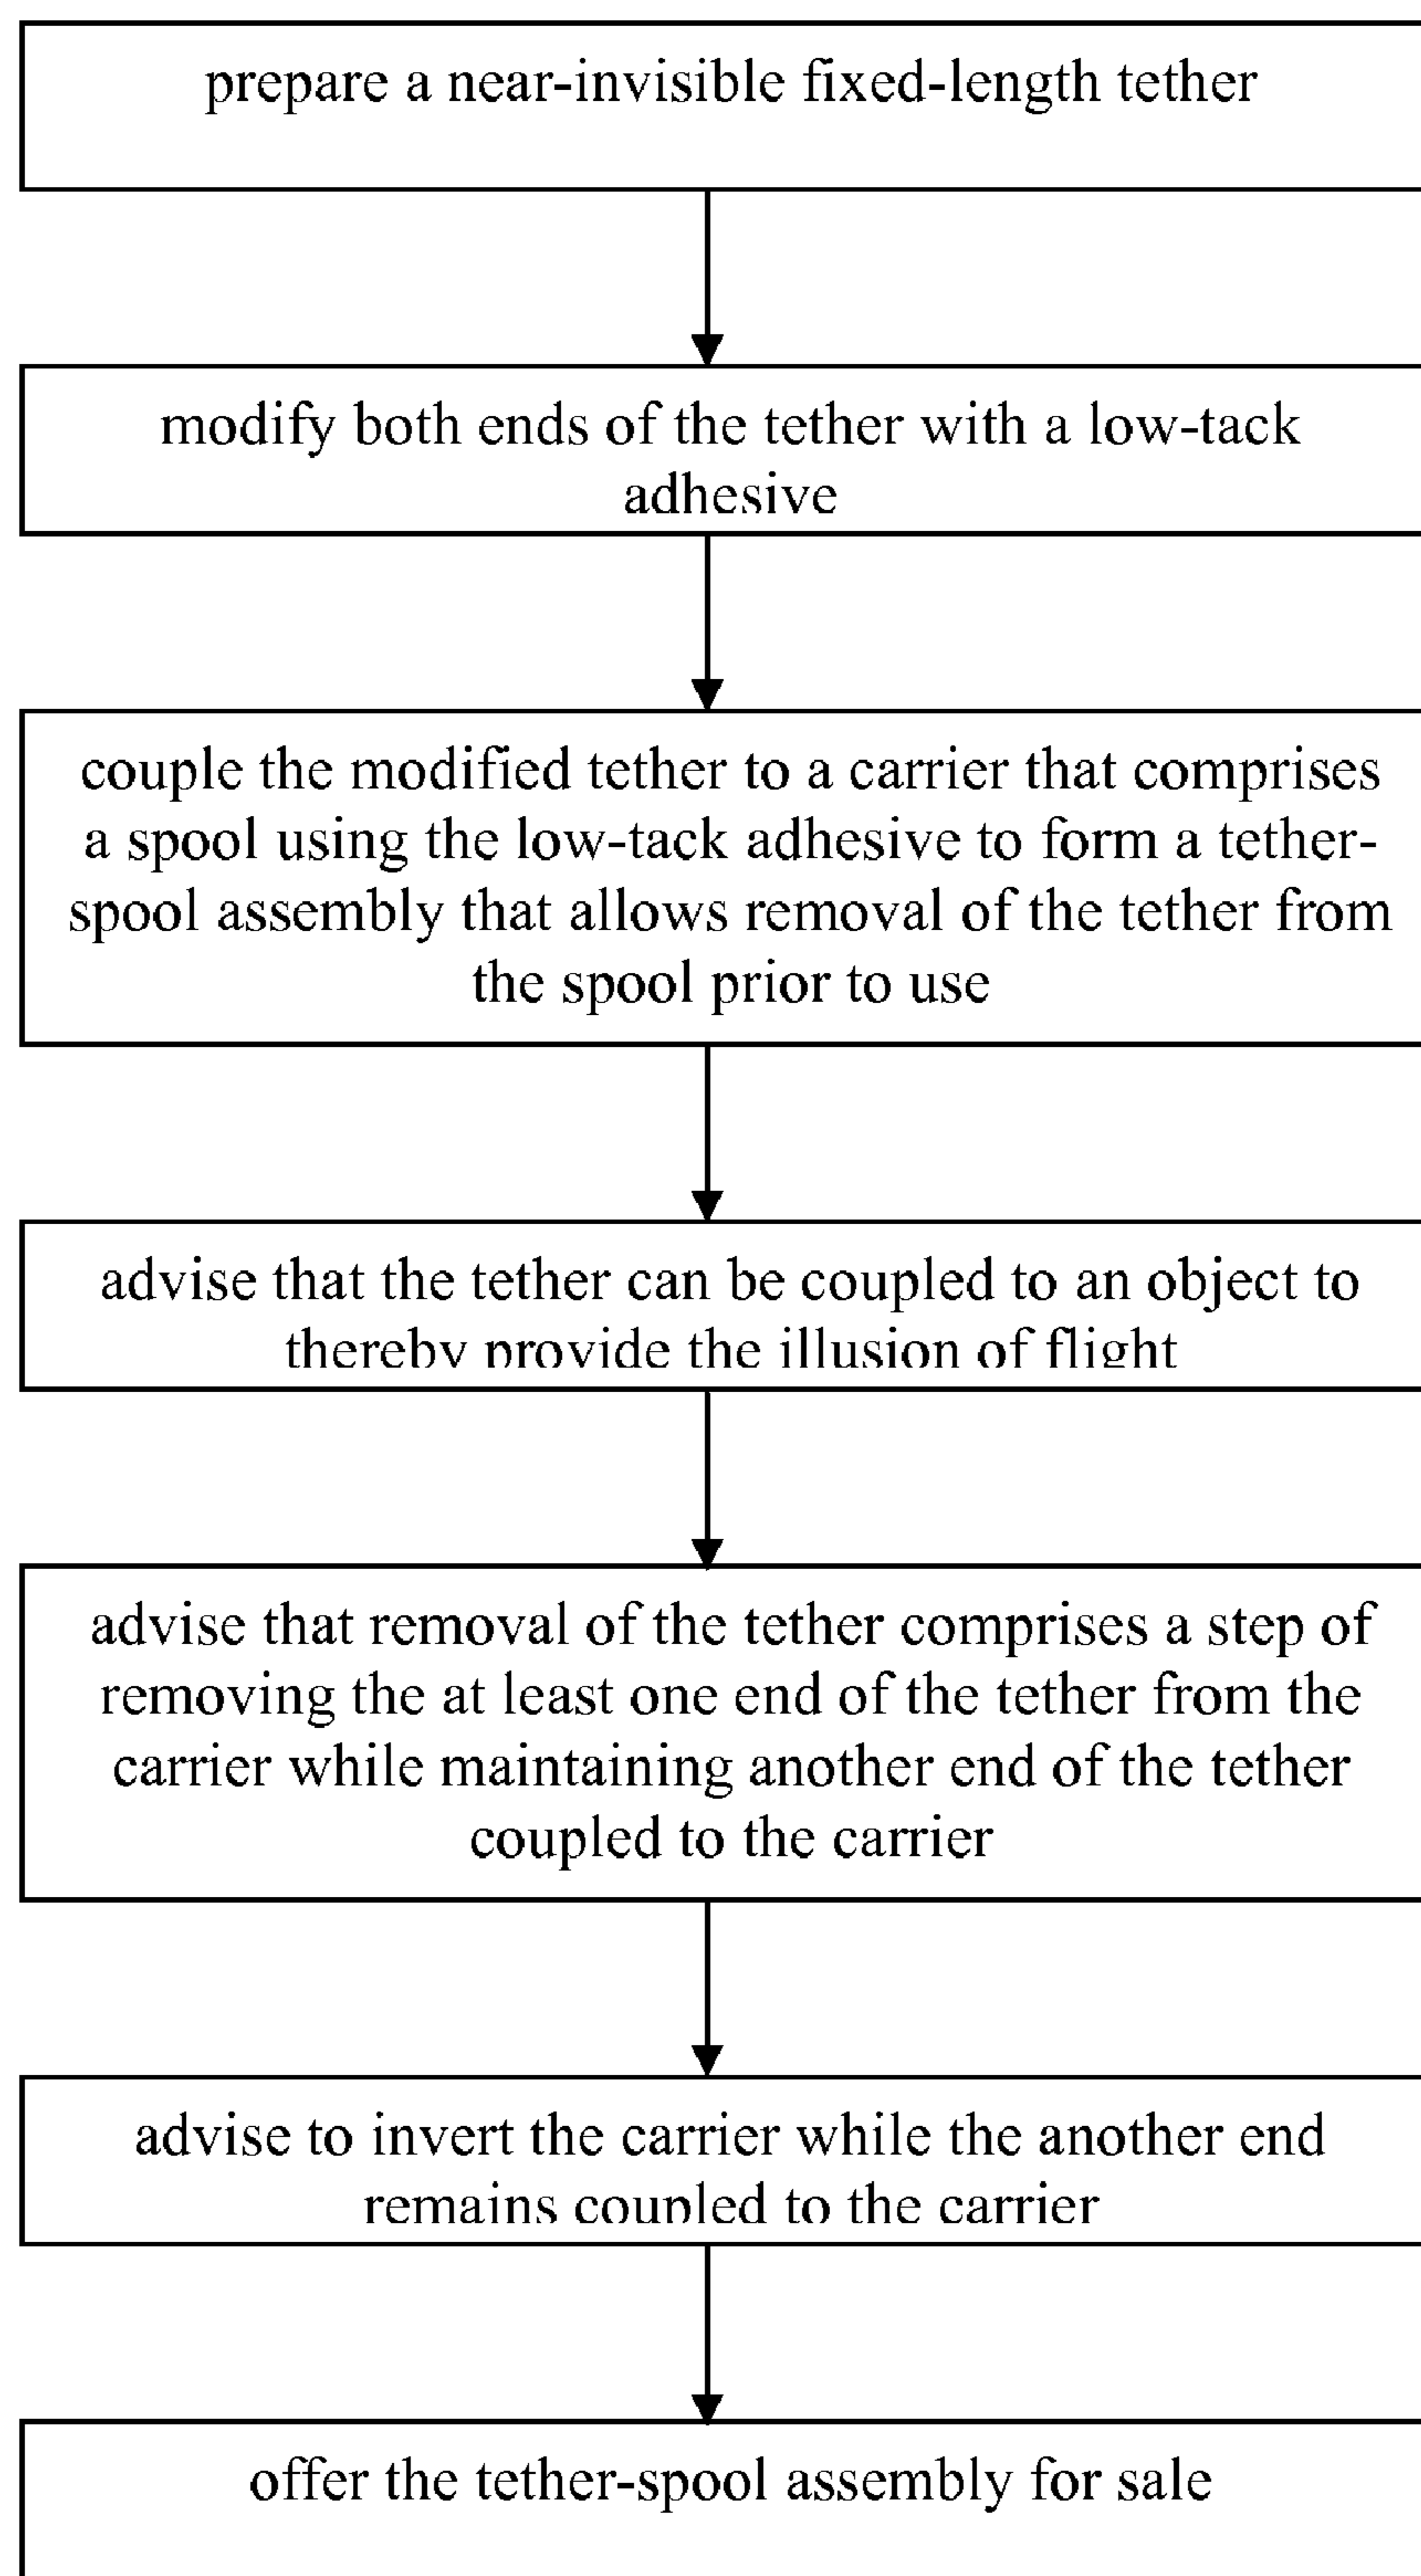 prepare a near-invisible fixed-length tether
modify both ends of the tether with a low-tack
adhesive
couple the modified tether to a carrier that comprises
a spool using the low-tack adhesive to form a tether-
spool assembly that allows removal of the tether from
the spool prior to use
advise that the tether can be coupled to an object to
thereby provide the illusion of flight
advise that removal of the tether comprises a step of
removing the at least one end of the tether from the
carrier while maintaining another end of the tether
coupled to the carrier
advise to invert the carrier while the another end
remains coupled to the carrier
offer the tether-spool assembly for sale